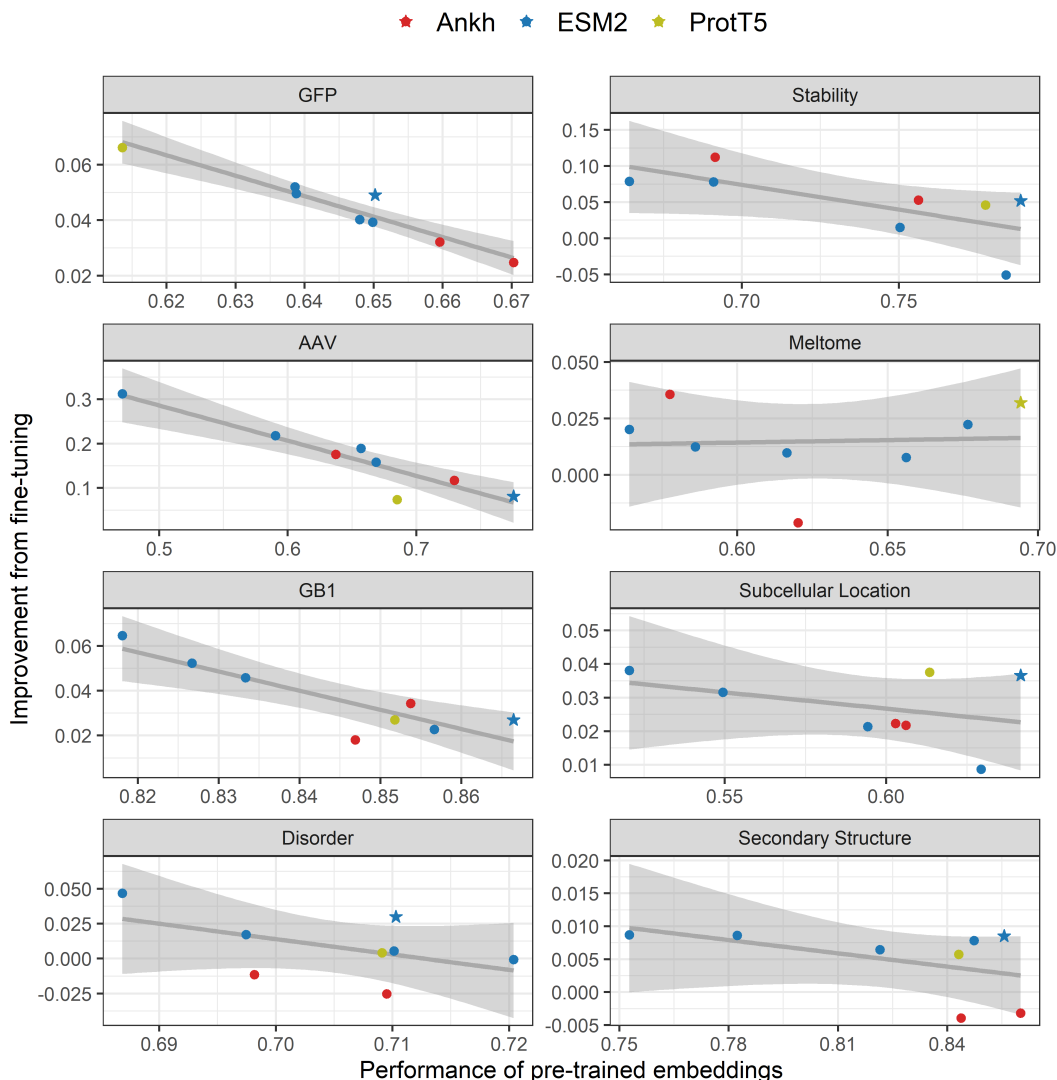 Ankh ESM2 ProtT5
GFP
0.06
0.04
0.02
0.62 0.63 0.64 0.65 0.66 0.67
Stability
0.15
0.10
0.05
0.00
-0.05
0.70 0.75
AAV
0.3
0.2
0.1
0.5 0.6 0.7
Meltome
0.050
0.025
0.000
0.60 0.65 0.70
GB1
0.06
0.04
0.02
0.82 0.83 0.84 0.85 0.86
Subcellular Location
0.05
0.04
0.03
0.02
0.01
0.55 0.60
Disorder
0.050
0.025
0.000
-0.025
0.69 0.70 0.71 0.72
Secondary Structure
0.020
0.015
0.010
0.005
0.000
-0.005
0.75 0.78 0.81 0.84
Improvement from fine-tuning
Performance of pre-trained embeddings